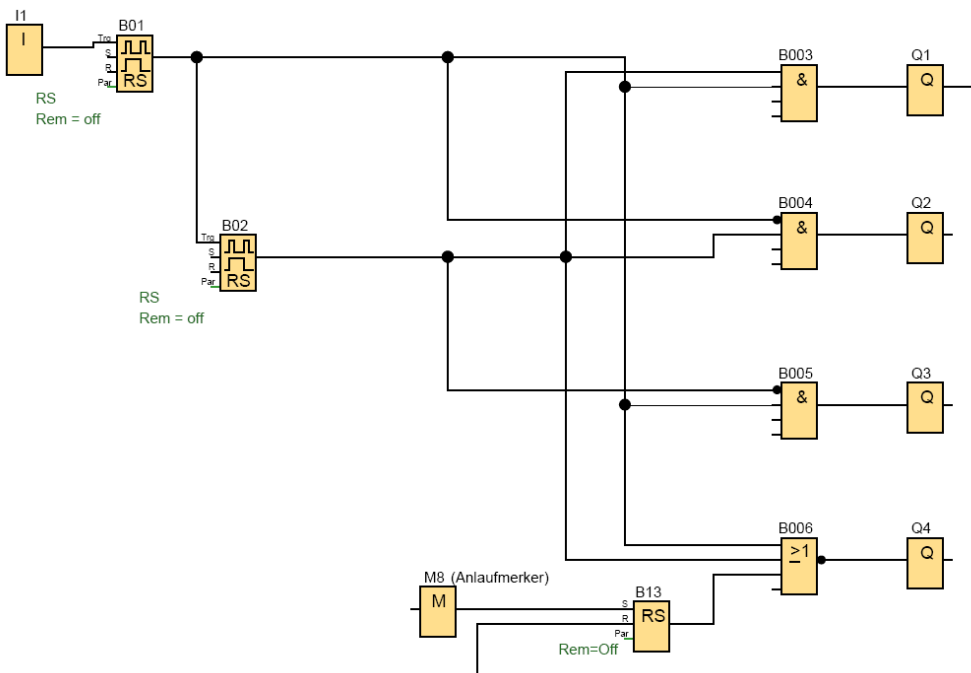 I1
I
B01
Trg
S
R
Par
RS
RS
Rem = off
B02
Trg
S
R
Par
RS
RS
Rem = off
B003
&
Q1
Q
B004
&
Q2
Q
B005
&
Q3
Q
B006
≥1
Q4
Q
M8 (Anlaufmerker)
M
B13
S
R
Par
RS
Rem=Off